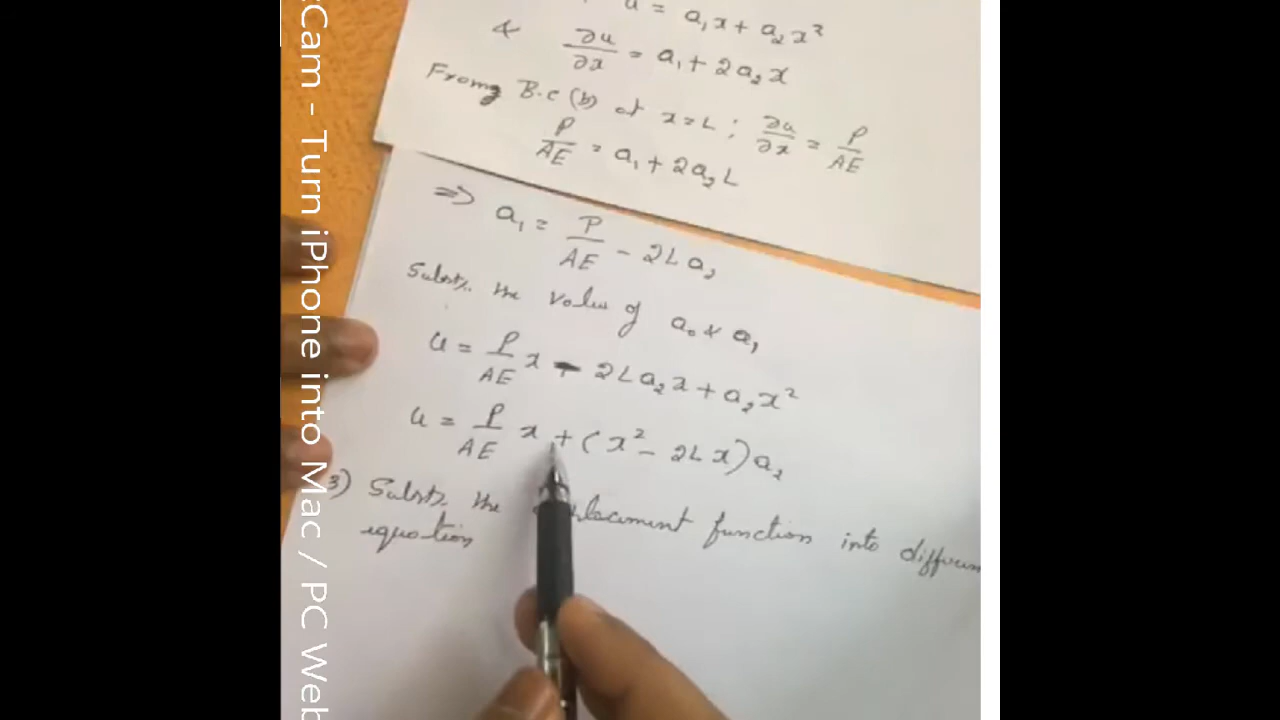 u = a₁x + a₂x²
& ∂u/∂x = a₁ + 2a₂x
From B.C (b) at x=L ; ∂u/∂x = P/AE
P/AE = a₁ + 2a₂L
⇒ a₁ = P/AE - 2La₂
Substs. the value of a₀ & a₁
u = P/AE x - 2La₂x + a₂x²
u = P/AE x + (x² - 2Lx)a₂
3) Substs. the function into
equation
Cam - Turn iPhone into Mac / PC Web